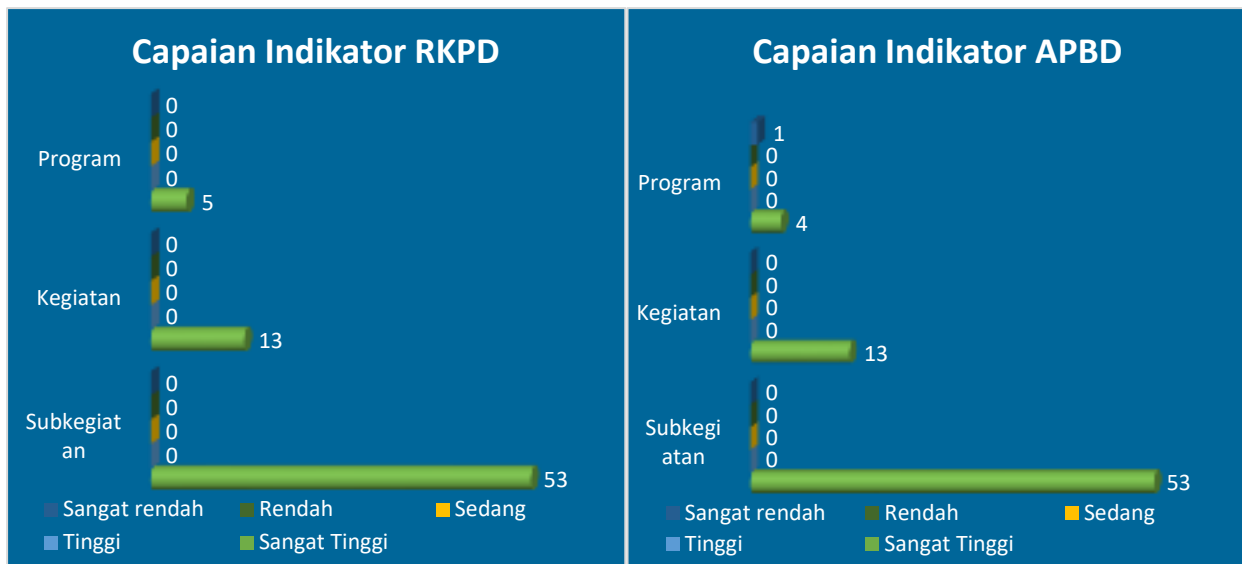 Capaian Indikator RKPD
0
0
Program 0
0
5
0
0
Kegiatan 0
0
13
0
0
Subkegiat
an 0
0
53
Sangat rendah Rendah Sedang
Tinggi Sangat Tinggi
Capaian Indikator APBD
1
0
Program 0
0
4
0
0
Kegiatan 0
0
13
0
0
Subkegi
atan 0
0
53
Sangat rendah Rendah Sedang
Tinggi Sangat Tinggi